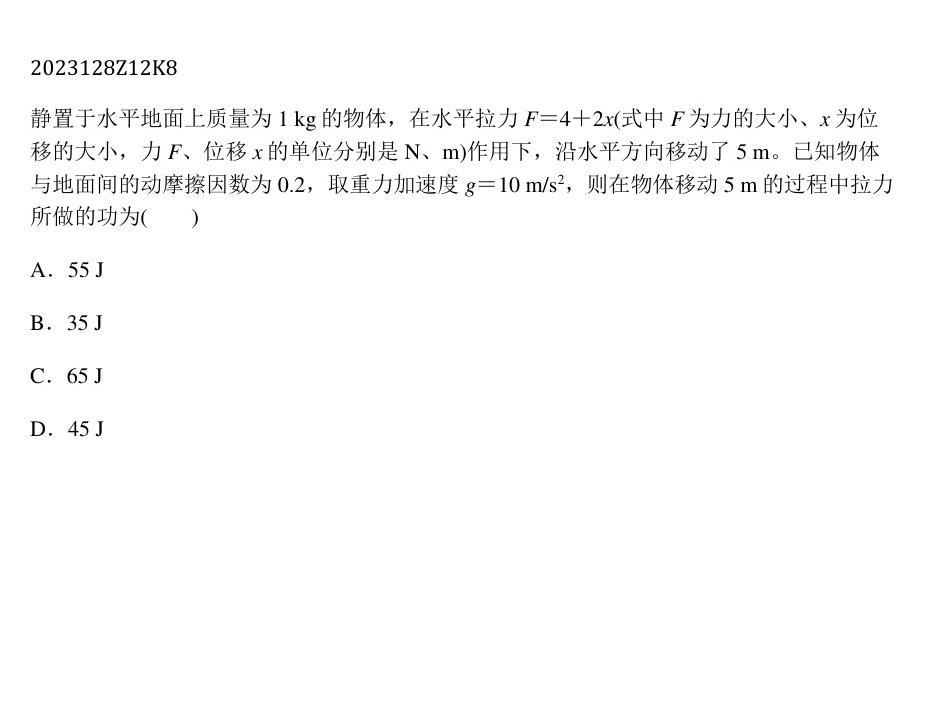 2023128Z12K8
静置于水平地面上质量为 1 kg 的物体，在水平拉力 F＝4＋2x(式中 F 为力的大小、x 为位
移的大小，力 F、位移 x 的单位分别是 N、m)作用下，沿水平方向移动了 5 m。已知物体
与地面间的动摩擦因数为 0.2，取重力加速度 g＝10 m/s²，则在物体移动 5 m 的过程中拉力
所做的功为(　　)
A．55 J
B．35 J
C．65 J
D．45 J